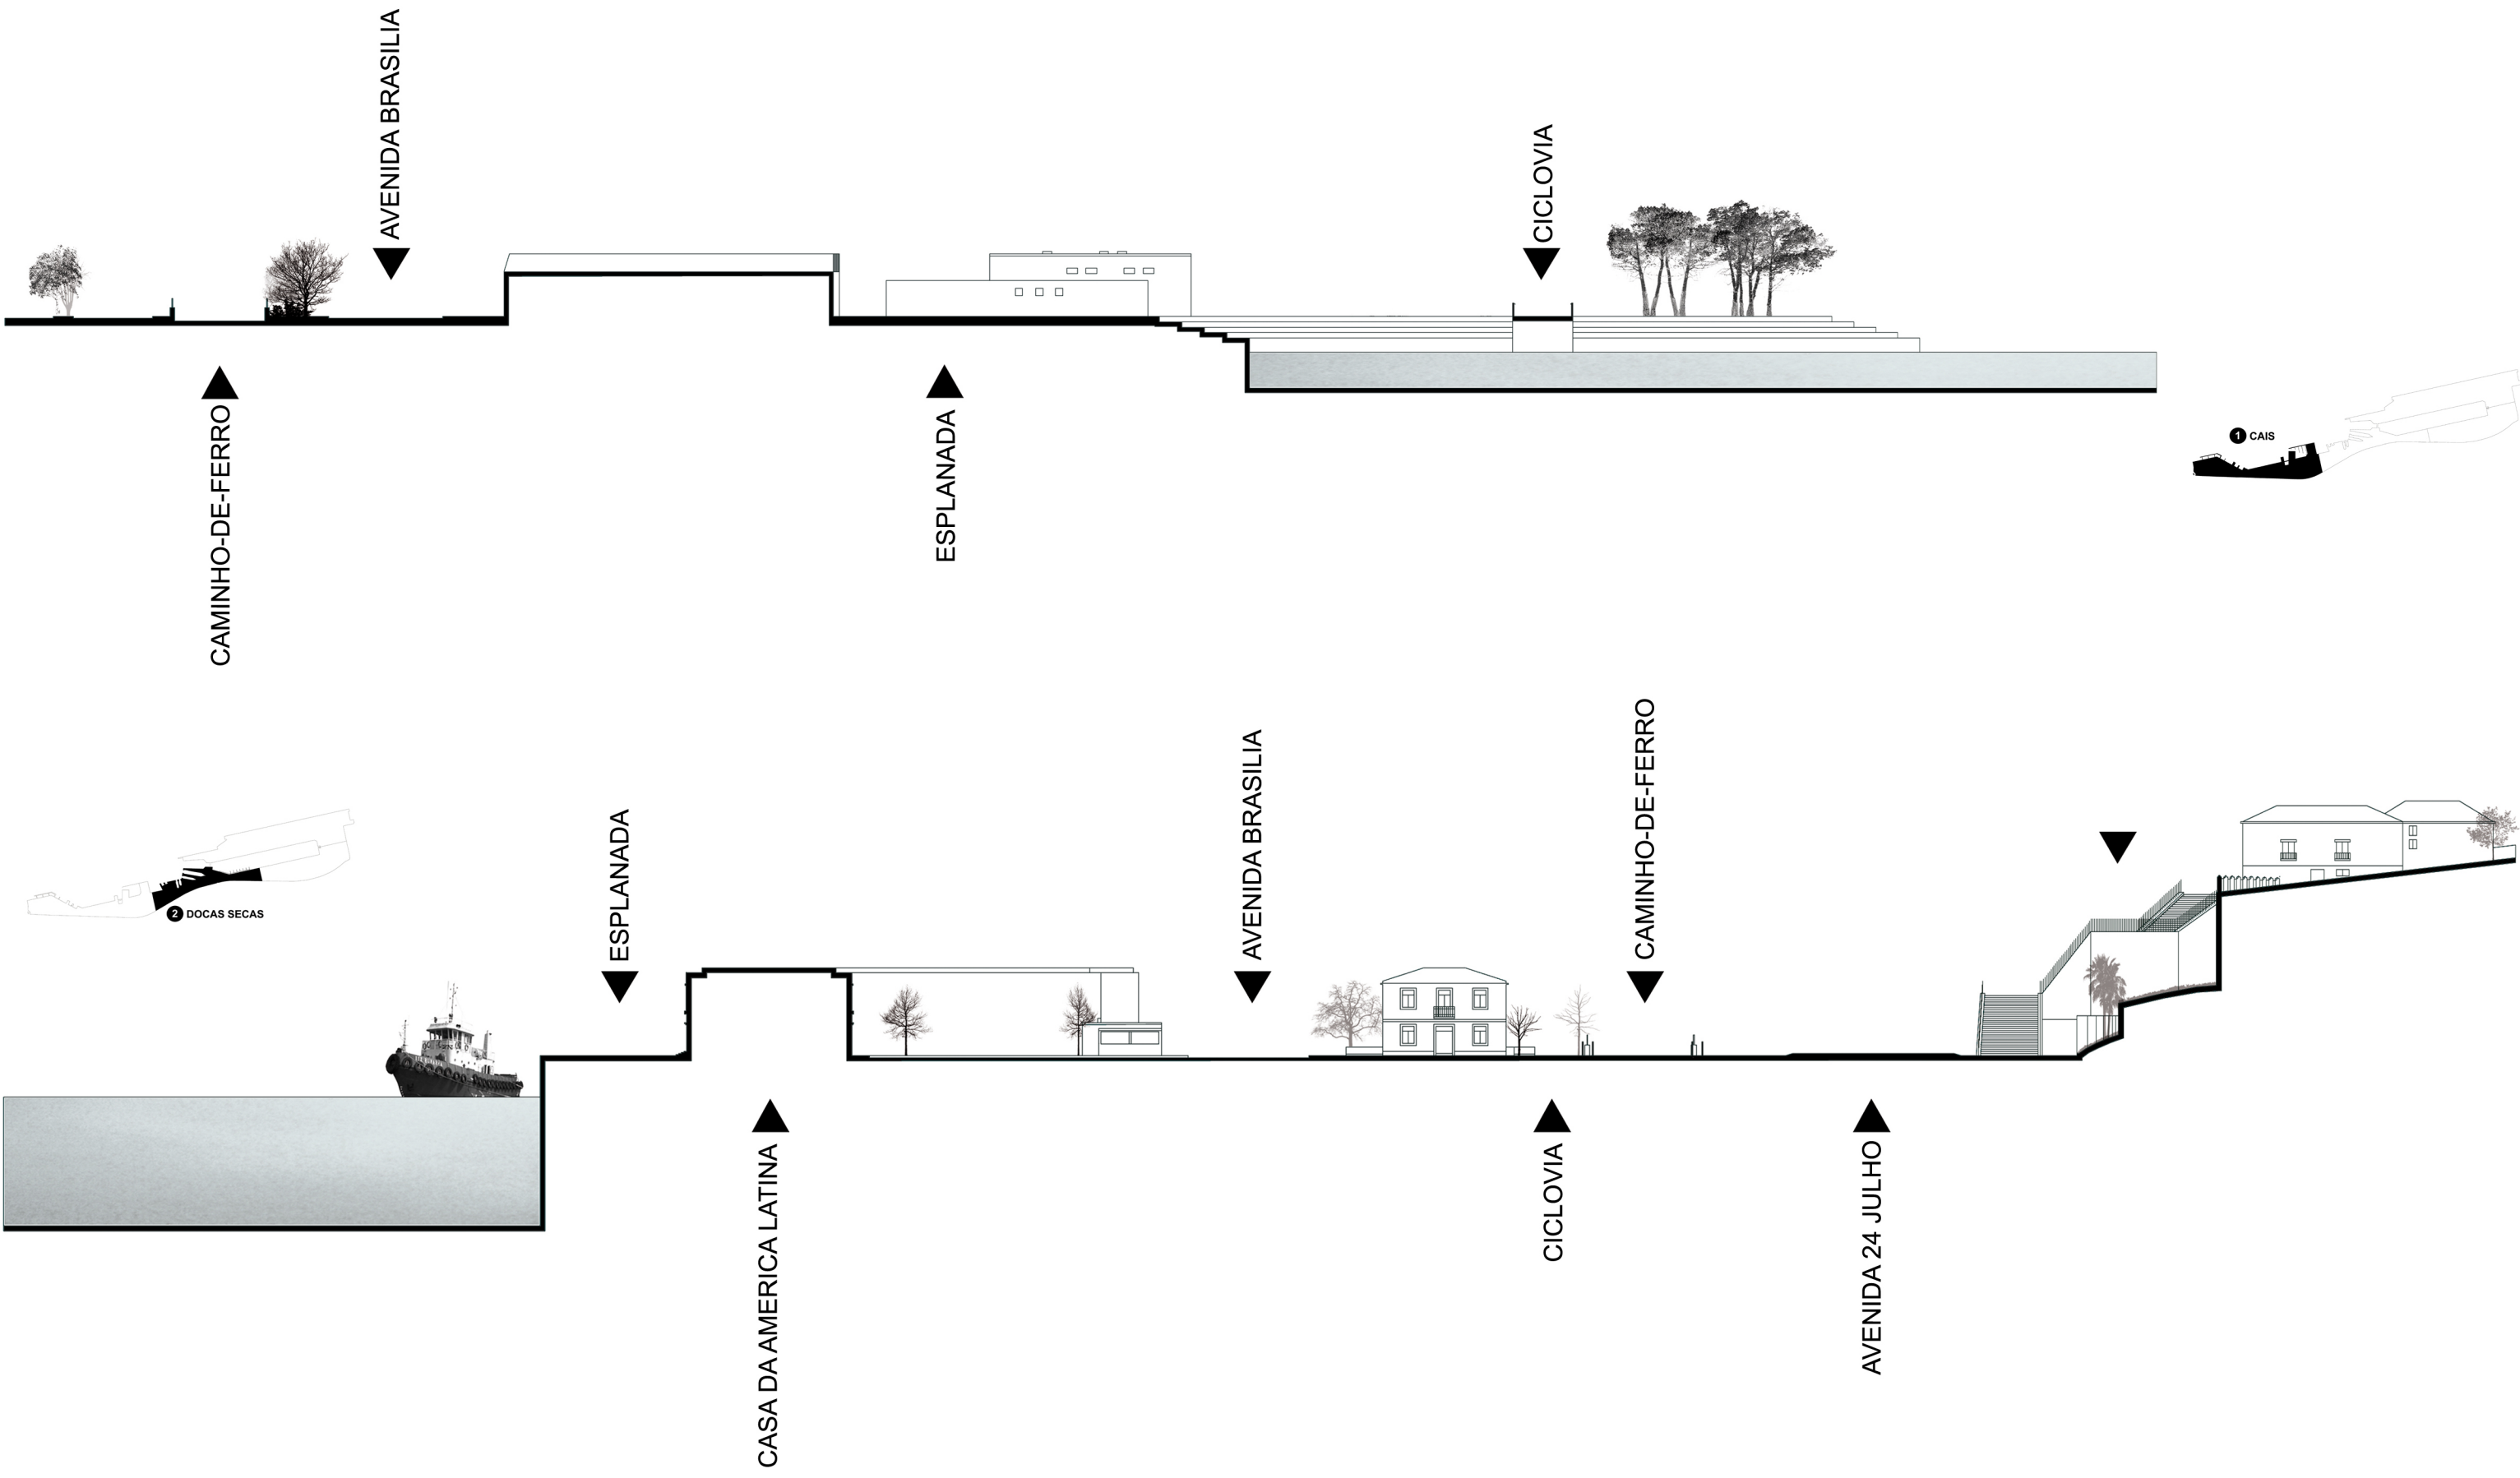 AVENIDA BRASILIA
CICLOVIA
CAMINHO-DE-FERRO
ESPLANADA
1 CAIS
2 DOCAS SECAS
ESPLANADA
AVENIDA BRASILIA
CAMINHO-DE-FERRO
CASA DA AMERICA LATINA
CICLOVIA
AVENIDA 24 JULHO